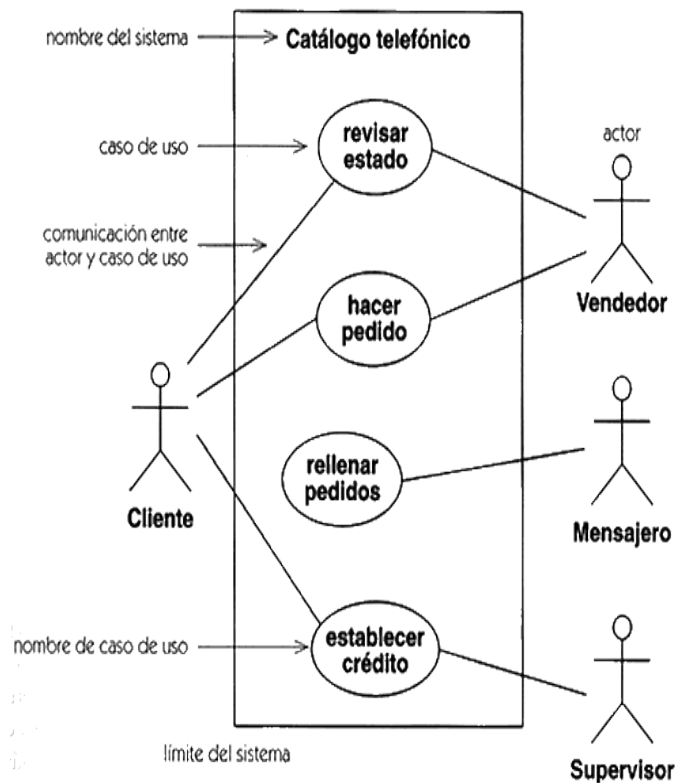 nombre del sistema
Catálogo telefónico
caso de uso
revisar
estado
actor
comunicación entre
actor y caso de uso
hacer
pedido
Vendedor
Cliente
rellenar
pedidos
Mensajero
nombre de caso de uso
establecer
crédito
límite del sistema
Supervisor